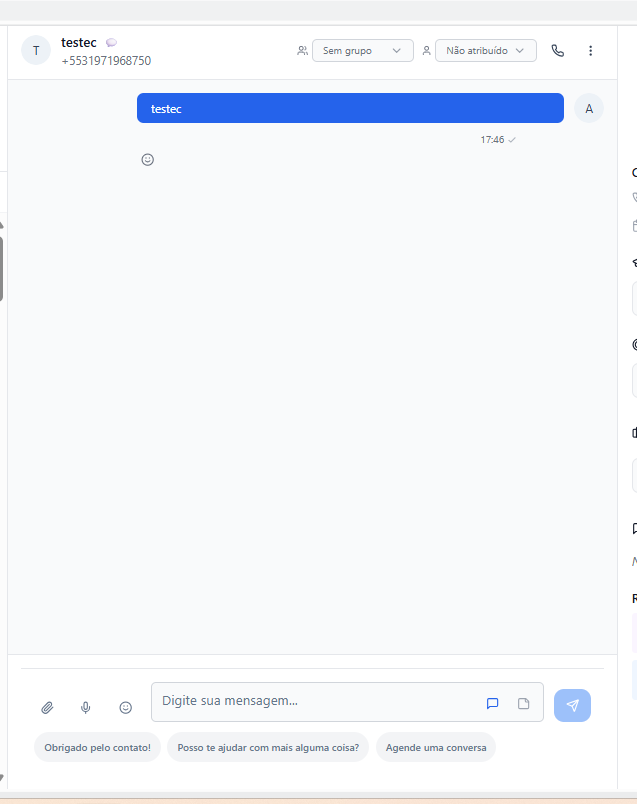 T
testec
+5531971968750
Sem grupo
Não atribuído
testec
A
17:46
Digite sua mensagem...
Obrigado pelo contato!
Posso te ajudar com mais alguma coisa?
Agende uma conversa